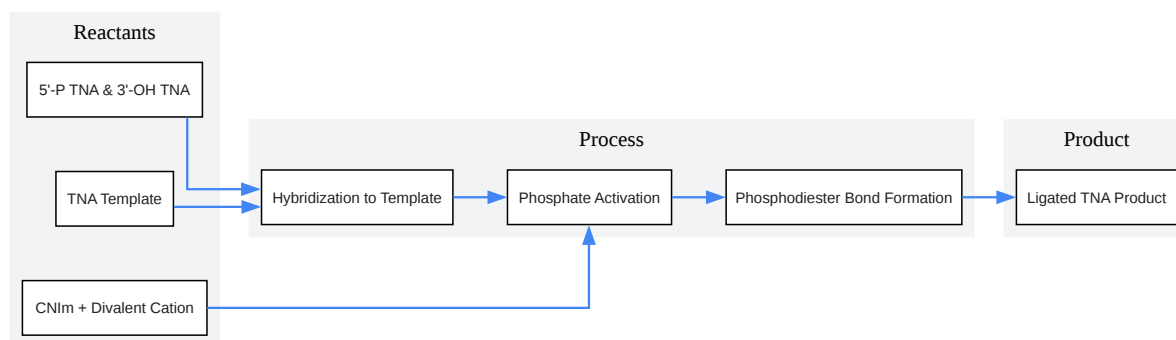 Reactants
5'-P TNA & 3'-OH TNA
TNA Template
CNIm + Divalent Cation
Process
Hybridization to Template
Phosphate Activation
Phosphodiester Bond Formation
Product
Ligated TNA Product